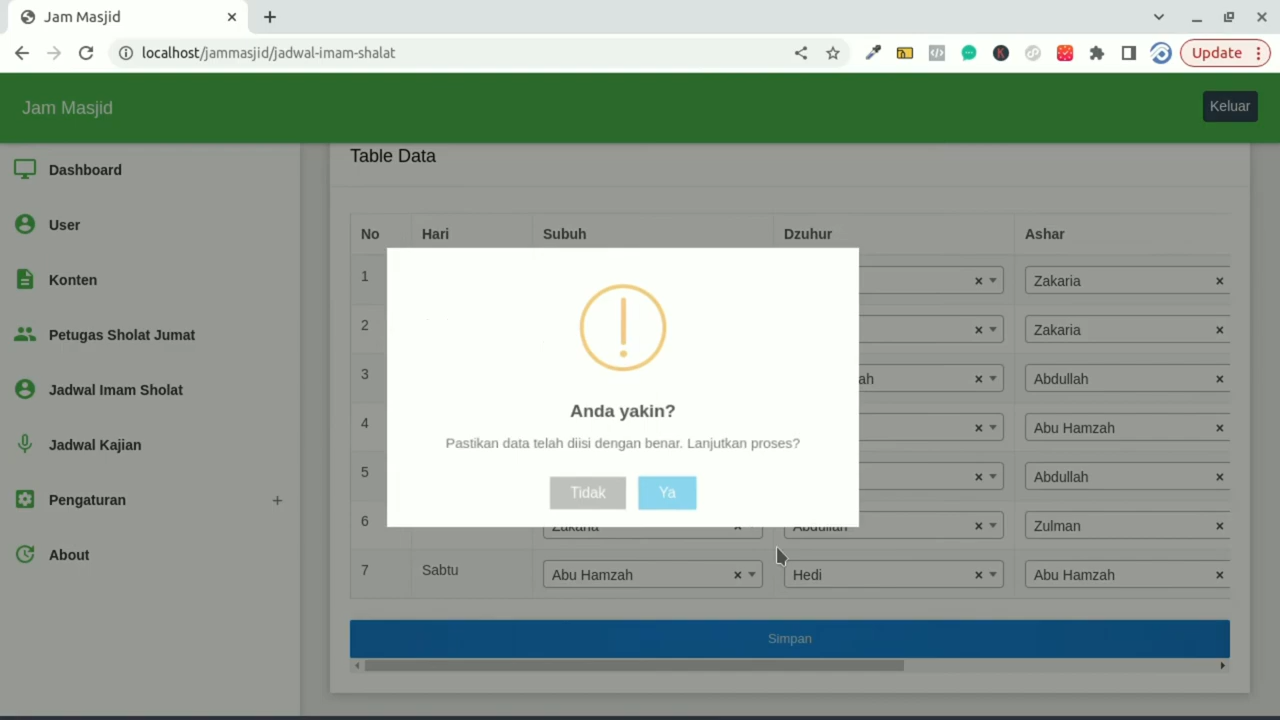 Jam Masjid
localhost/jammasjid/jadwal-imam-shalat
Update
Jam Masjid
Keluar
Dashboard
User
Konten
Petugas Sholat Jumat
Jadwal Imam Sholat
Jadwal Kajian
Pengaturan
About
Table Data
No Hari Subuh Dzuhur Ashar
1 Zakaria
2 Zakaria
3 Abdullah
4 Abu Hamzah
5 Abdullah
6 Zakaria Abdullah Zulman
7 Sabtu Abu Hamzah Hedi Abu Hamzah
Anda yakin?
Pastikan data telah diisi dengan benar. Lanjutkan proses?
Tidak Ya
Simpan